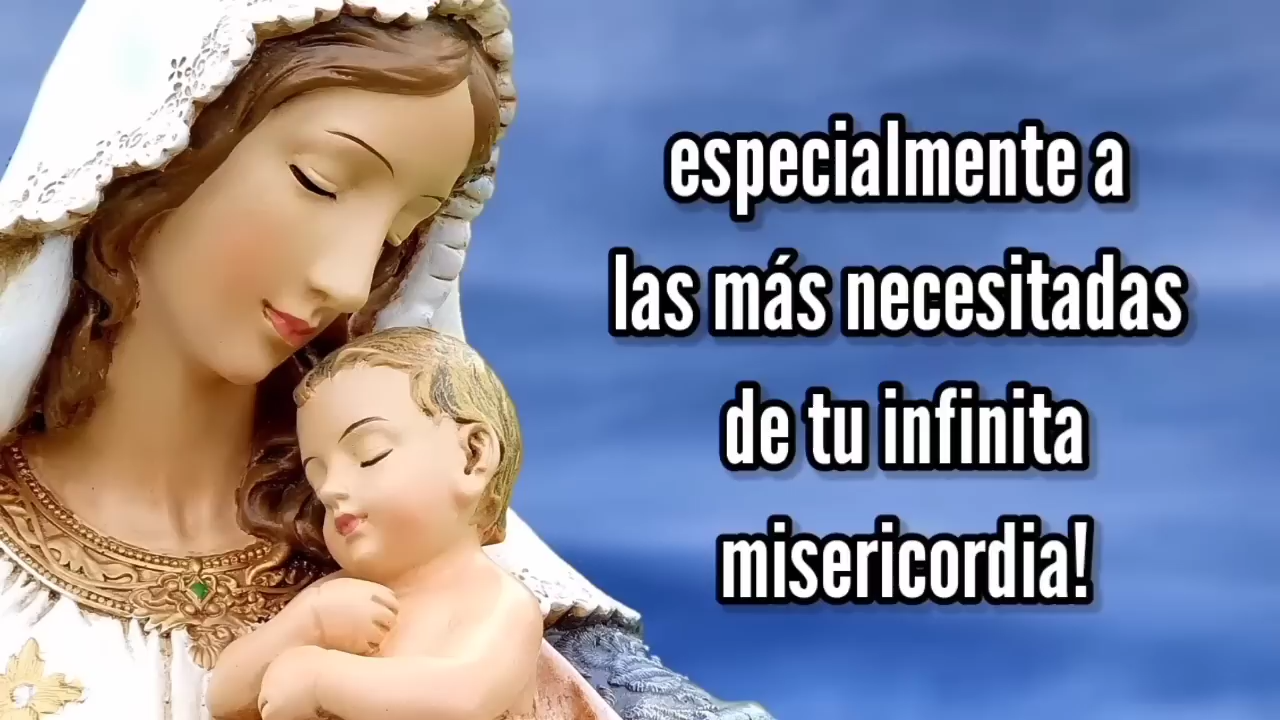 especialmente a
las más necesitadas
de tu infinita
misericordia!